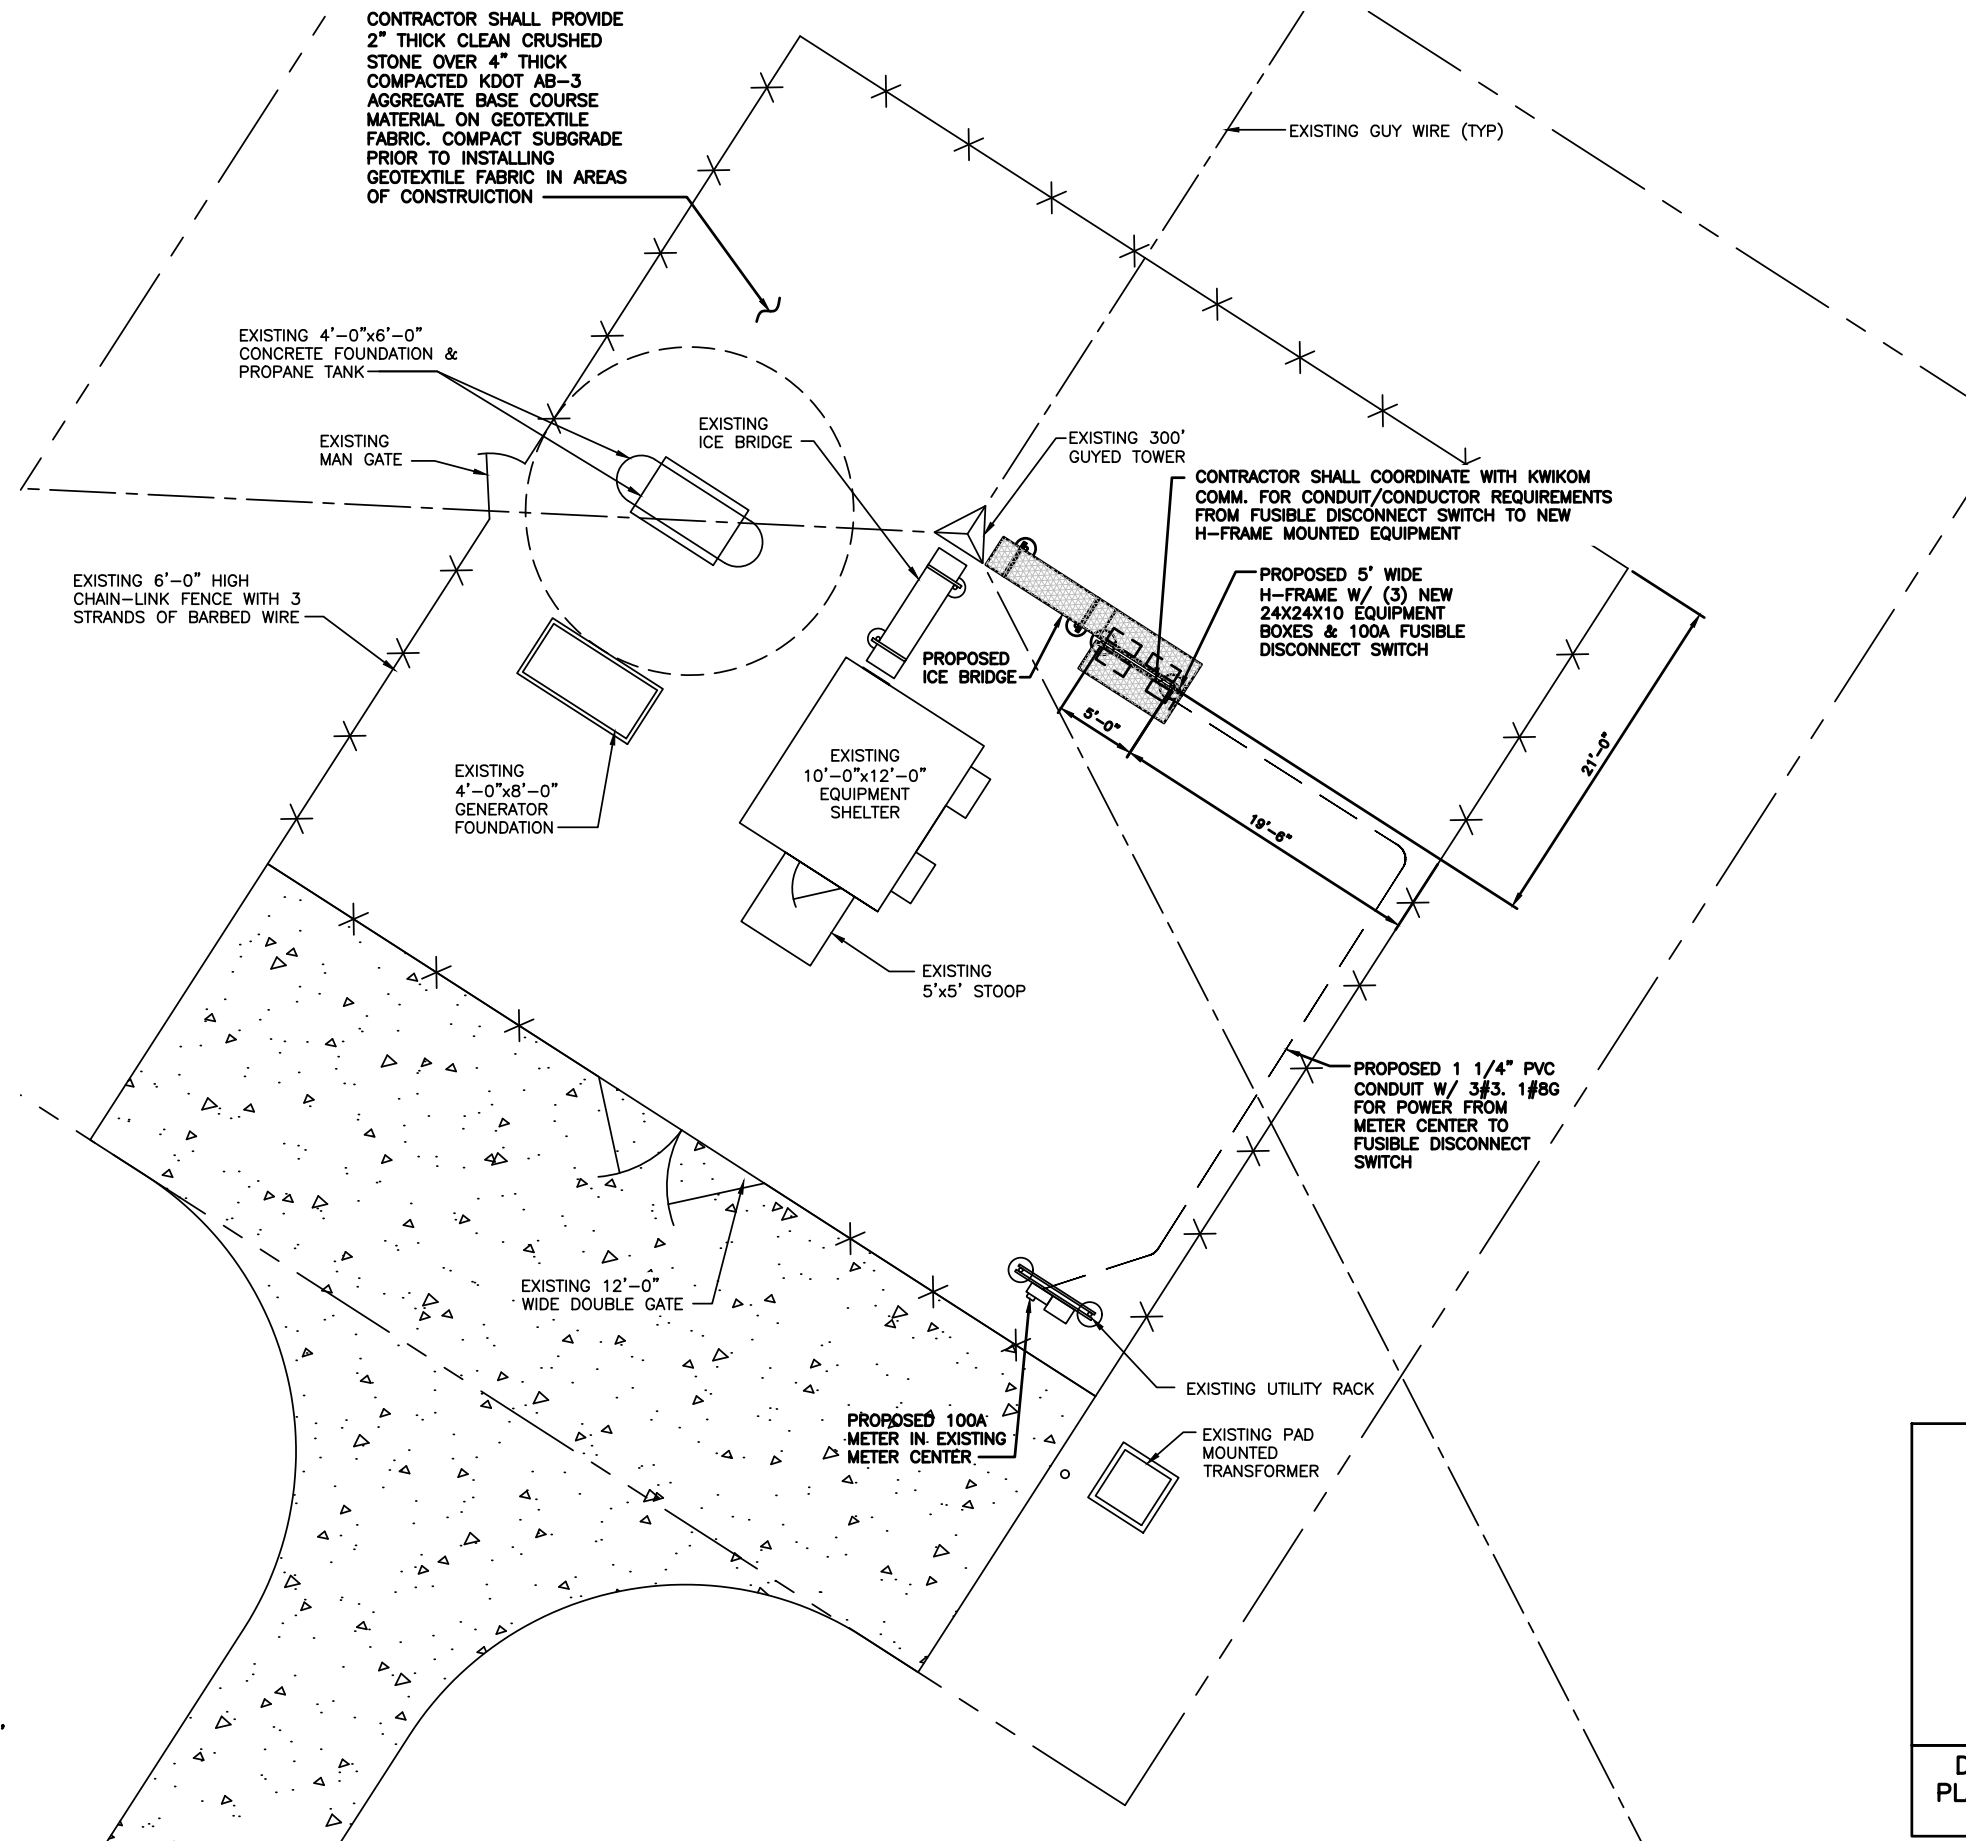 CONTRACTOR SHALL PROVIDE
2" THICK CLEAN CRUSHED
STONE OVER 4" THICK
COMPACTED KDOT AB-3
AGGREGATE BASE COURSE
MATERIAL ON GEOTEXTILE
FABRIC. COMPACT SUBGRADE
PRIOR TO INSTALLING
GEOTEXTILE FABRIC IN AREAS
OF CONSTRUICTION
EXISTING GUY WIRE (TYP)
EXISTING 4'-0"x6'-0"
CONCRETE FOUNDATION &
PROPANE TANK
EXISTING
MAN GATE
EXISTING
ICE BRIDGE
EXISTING 300'
GUYED TOWER
CONTRACTOR SHALL COORDINATE WITH KWIKOM
COMM. FOR CONDUIT/CONDUCTOR REQUIREMENTS
FROM FUSIBLE DISCONNECT SWITCH TO NEW
H-FRAME MOUNTED EQUIPMENT
EXISTING 6'-0" HIGH
CHAIN-LINK FENCE WITH 3
STRANDS OF BARBED WIRE
PROPOSED 5' WIDE
H-FRAME W/ (3) NEW
24X24X10 EQUIPMENT
BOXES & 100A FUSIBLE
DISCONNECT SWITCH
PROPOSED
ICE BRIDGE
5'-0"
21'-0"
19'-6"
EXISTING
10'-0"x12'-0"
EQUIPMENT
SHELTER
EXISTING
4'-0"x8'-0"
GENERATOR
FOUNDATION
EXISTING
5'x5' STOOP
PROPOSED 1 1/4" PVC
CONDUIT W/ 3#3. 1#8G
FOR POWER FROM
METER CENTER TO
FUSIBLE DISCONNECT
SWITCH
EXISTING 12'-0"
WIDE DOUBLE GATE
EXISTING UTILITY RACK
PROPOSED 100A
METER IN EXISTING
METER CENTER
EXISTING PAD
MOUNTED
TRANSFORMER
D
PL